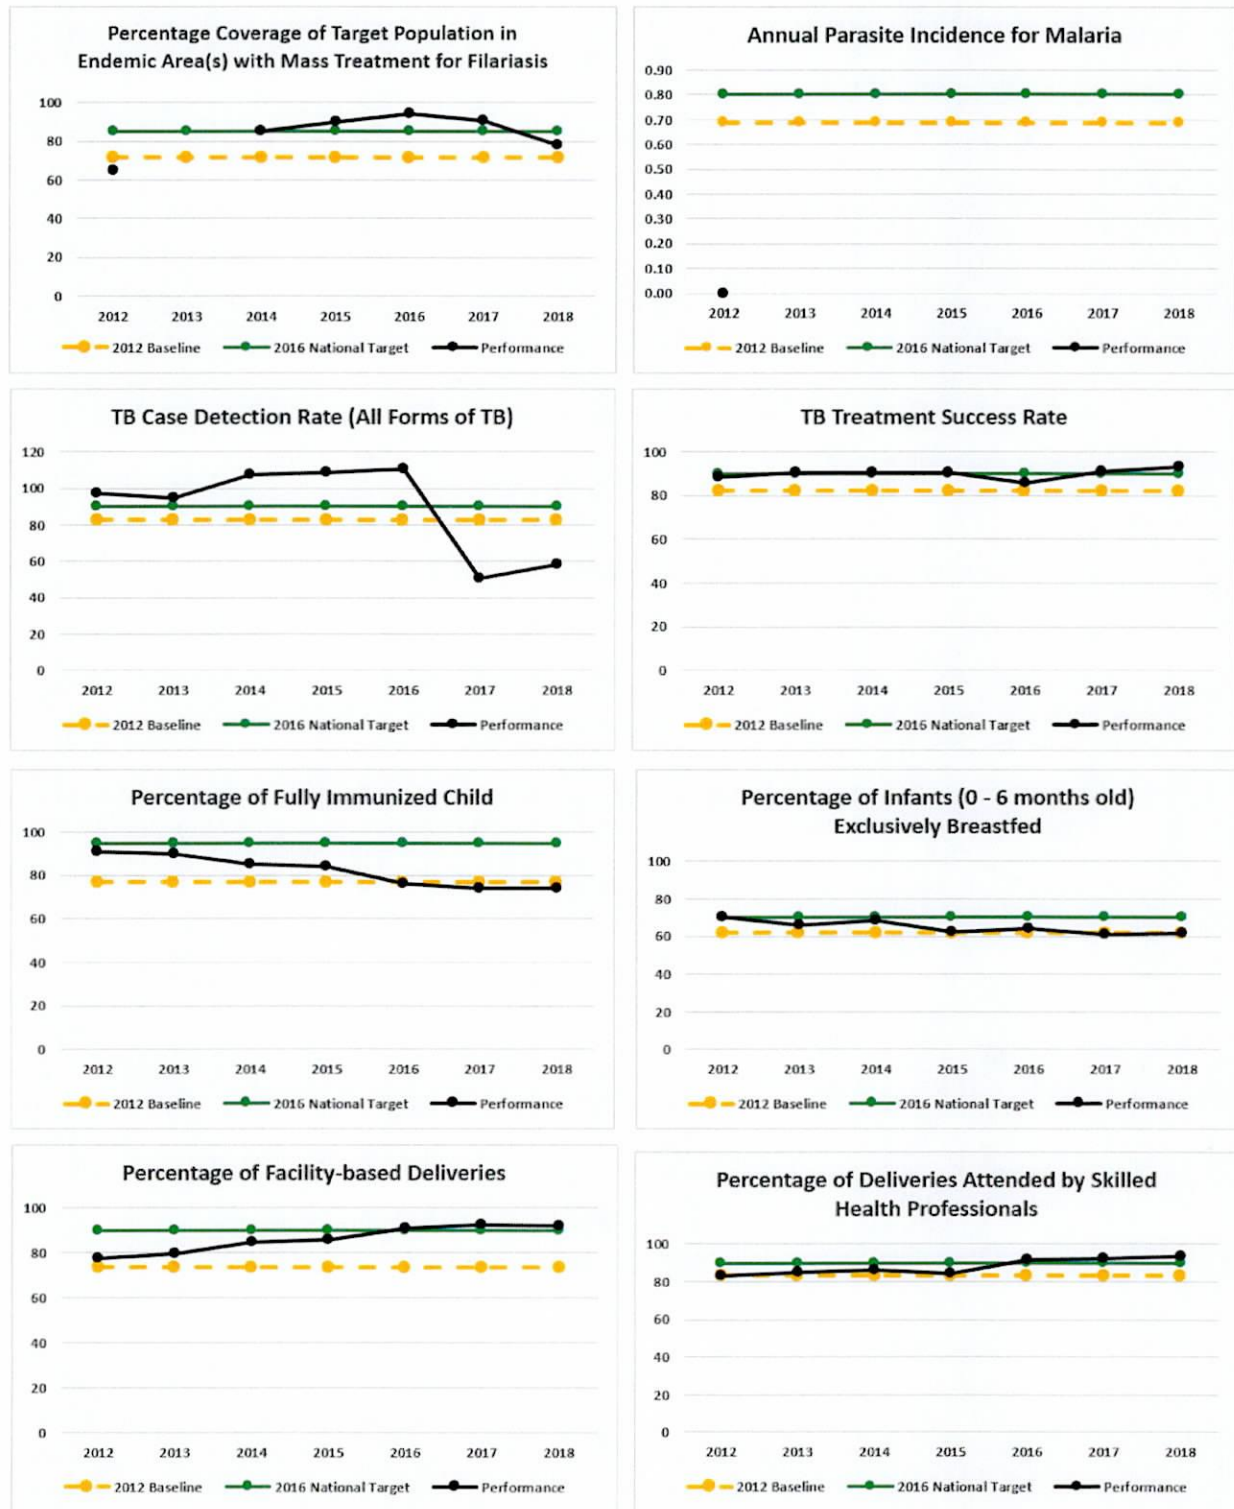 Percentage Coverage of Target Population in
Endemic Area(s) with Mass Treatment for Filariasis
100
80
60
40
20
0
2012 2013 2014 2015 2016 2017 2018
2012 Baseline 2016 National Target Performance
Annual Parasite Incidence for Malaria
0.90
0.80
0.70
0.60
0.50
0.40
0.30
0.20
0.10
0.00
2012 2013 2014 2015 2016 2017 2018
2012 Baseline 2016 National Target Performance
TB Case Detection Rate (All Forms of TB)
120
100
80
60
40
20
0
2012 2013 2014 2015 2016 2017 2018
2012 Baseline 2016 National Target Performance
TB Treatment Success Rate
100
80
60
40
20
0
2012 2013 2014 2015 2016 2017 2018
2012 Baseline 2016 National Target Performance
Percentage of Fully Immunized Child
100
80
60
40
20
0
2012 2013 2014 2015 2016 2017 2018
2012 Baseline 2016 National Target Performance
Percentage of Infants (0 - 6 months old)
Exclusively Breastfed
100
80
60
40
20
0
2012 2013 2014 2015 2016 2017 2018
2012 Baseline 2016 National Target Performance
Percentage of Facility-based Deliveries
100
80
60
40
20
0
2012 2013 2014 2015 2016 2017 2018
2012 Baseline 2016 National Target Performance
Percentage of Deliveries Attended by Skilled
Health Professionals
100
80
60
40
20
0
2012 2013 2014 2015 2016 2017 2018
2012 Baseline 2016 National Target Performance